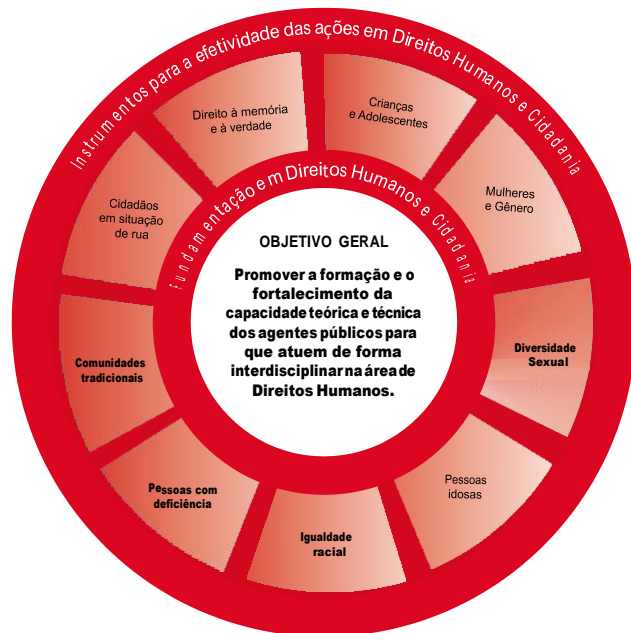 Instrumentos para a efetividade das ações em Direitos Humanos e Cidadania
Direito à memória
e à verdade
Crianças
e Adolescentes
Mulheres
e Gênero
Diversidade
Sexual
Pessoas
idosas
Igualdade
racial
Pessoas com
deficiência
Comunidades
tradicionais
Cidadãos
em situação
de rua
Fundamentação em Direitos Humanos e Cidadania
OBJETIVO GERAL
Promover a formação e o
fortalecimento da
capacidade teórica e técnica
dos agentes públicos para
que atuem de forma
interdisciplinar na área de
Direitos Humanos.